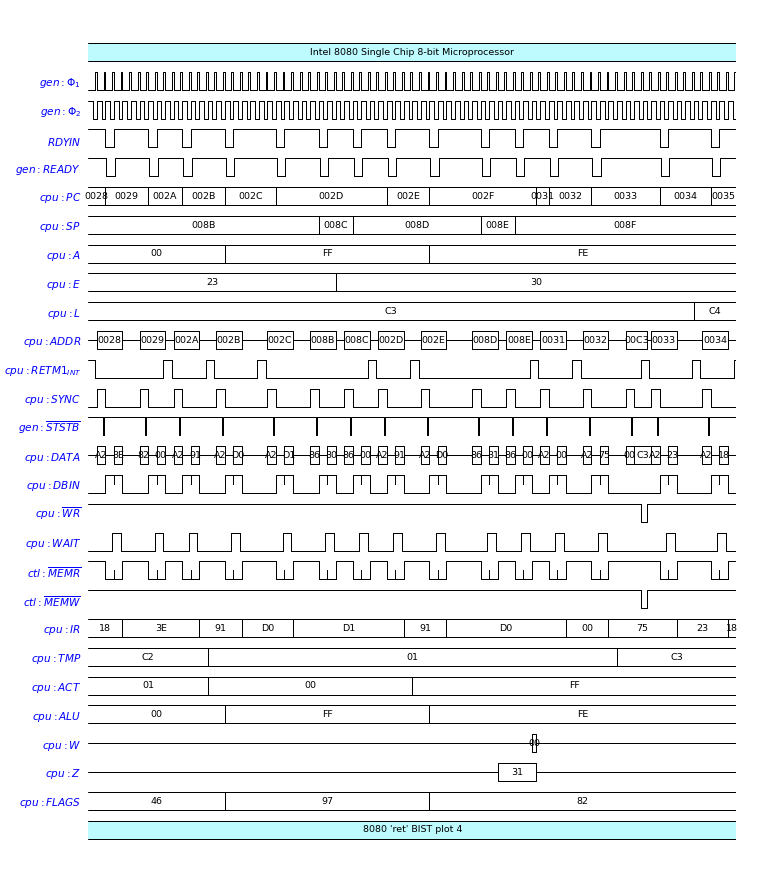 Intel 8080 Single Chip 8-bit Microprocessor
gen : Φ1
gen : Φ2
RDYIN
gen : READY
cpu : PC 0028 0029 002A 002B 002C 002D 002E 002F 0031 0032 0033 0034 0035
cpu : SP 008B 008C 008D 008E 008F
cpu : A 00 FF FE
cpu : E 23 30
cpu : L C3 C4
cpu : ADDR 0028 0029 002A 002B 002C 008B 008C 002D 002E 008D 008E 0031 0032 00C3 0033 0034
cpu : RETM1INT
cpu : SYNC
gen : STSTB
cpu : DATA A2 3E 82 00 A2 91 A2 D0 A2 D1 86 30 86 00 A2 91 A2 D0 86 31 86 00 A2 00 A2 75 00 C3 A2 23 A2 18
cpu : DBIN
cpu : WR
cpu : WAIT
ctl : MEMR
ctl : MEMW
cpu : IR 18 3E 91 D0 D1 91 D0 00 75 23 18
cpu : TMP C2 01 C3
cpu : ACT 01 00 FF
cpu : ALU 00 FF FE
cpu : W 00
cpu : Z 31
cpu : FLAGS 46 97 82
8080 'ret' BIST plot 4